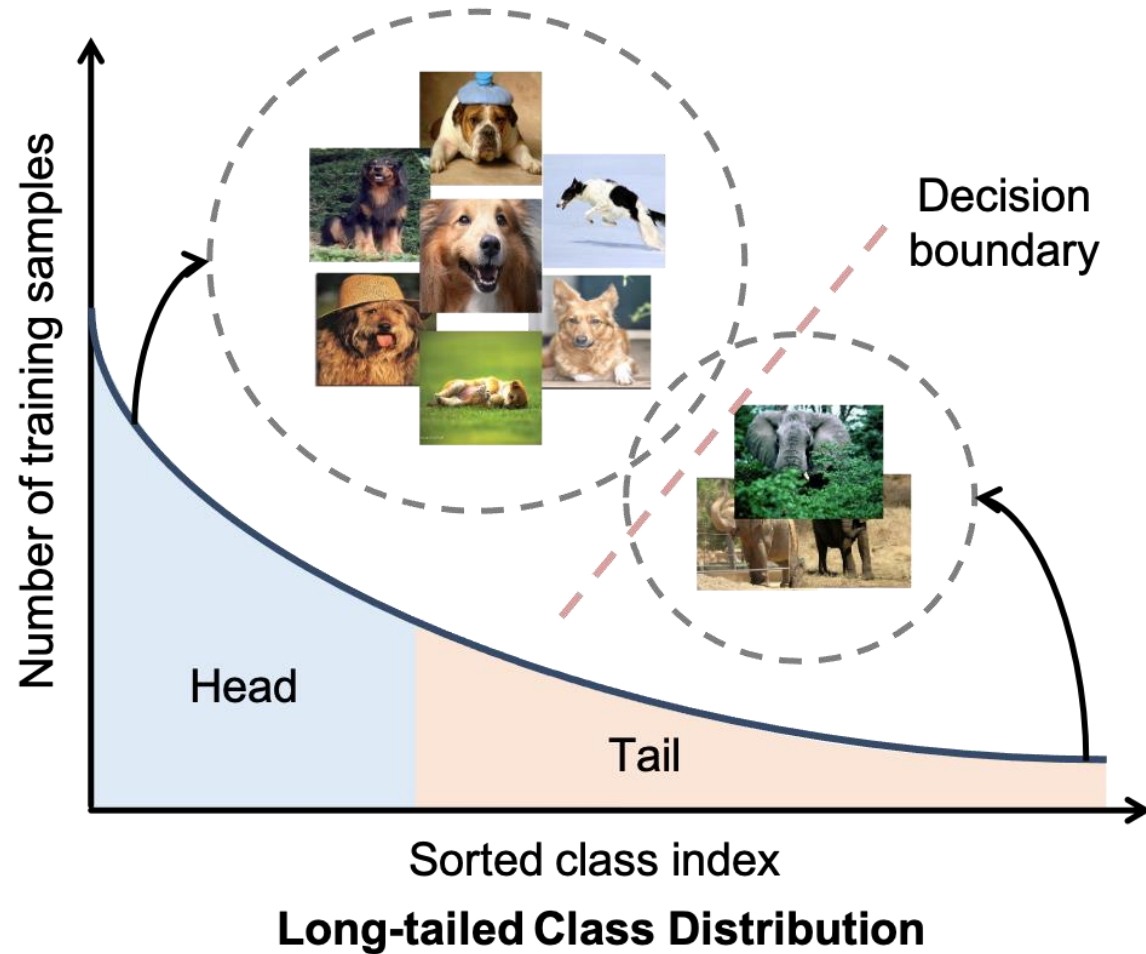 Number of training samples
Decision
boundary
Head
Tail
Sorted class index
Long-tailed Class Distribution